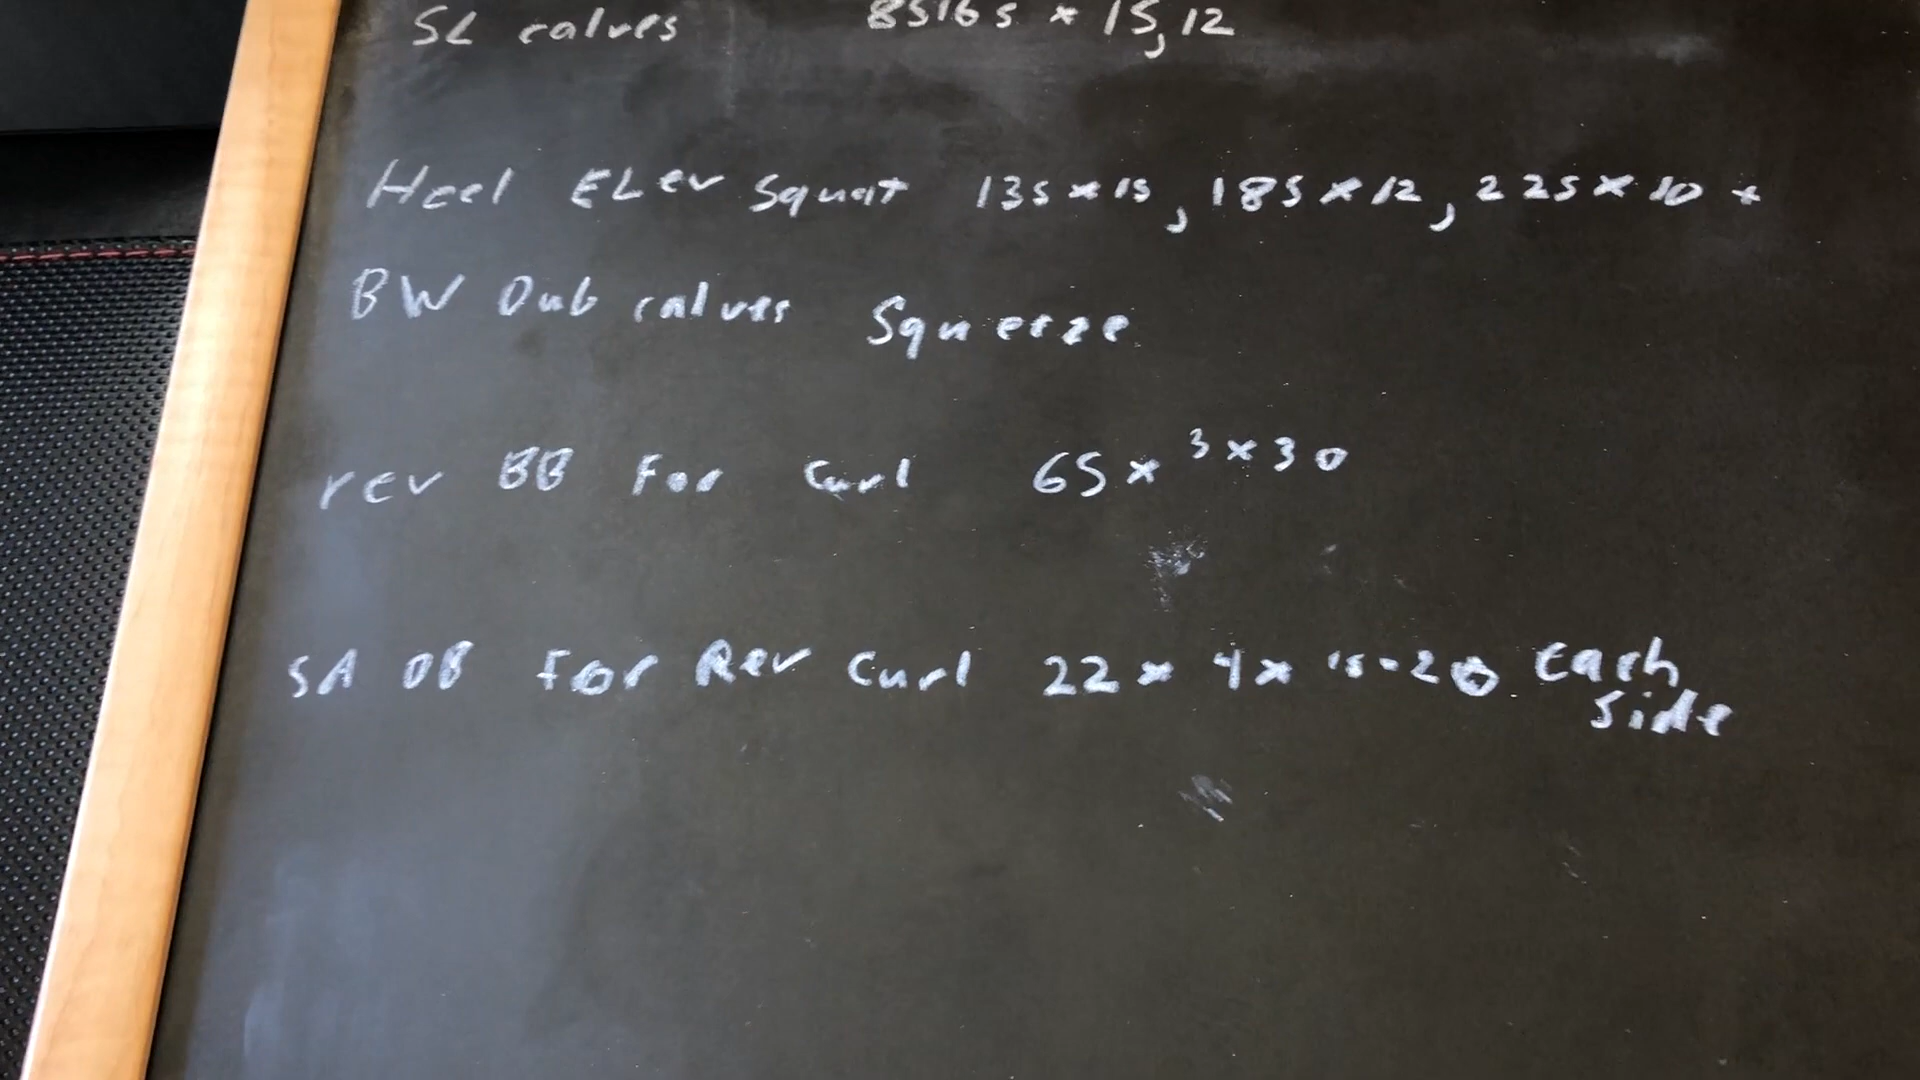 SL calves 85lbs × 15, 12
Heel ELev Squat 135 × 15, 185 × 12, 225 × 10 +
BW Dub calves Squeeze
rev BB For Curl 65 × 3 × 30
SA DB For Rev Curl 22 × 4 × 15-20 each
side